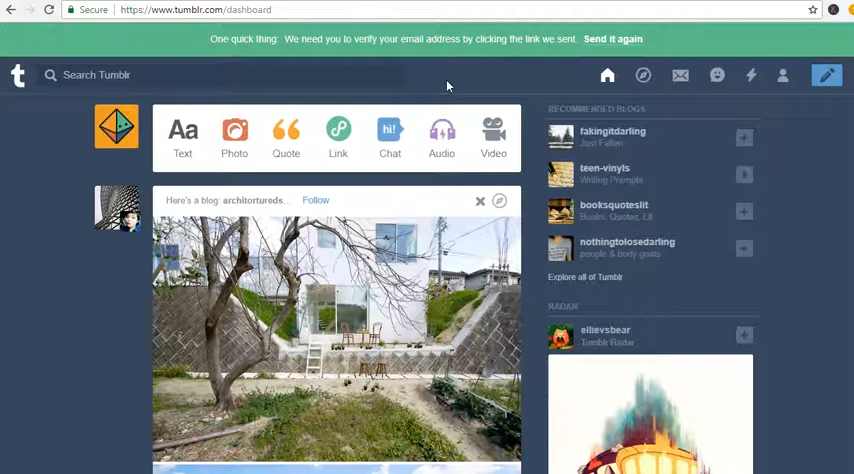 Secure https://www.tumblr.com/dashboard
One quick thing: We need you to verify your email address by clicking the link we sent. Send it again
t Search Tumblr
Aa hi!
Text Photo Quote Link Chat Audio Video
Here's a blog: architortureds... Follow
RECOMMENDED BLOGS
fakingitdarling
Just Fallen
teen-vinyls
Writing Prompts
booksquoteslit
Books, Quotes, Lit
nothingtolosedarling
people & body goals
Explore all of Tumblr
RADAR
ellievsbear
Tumblr Radar